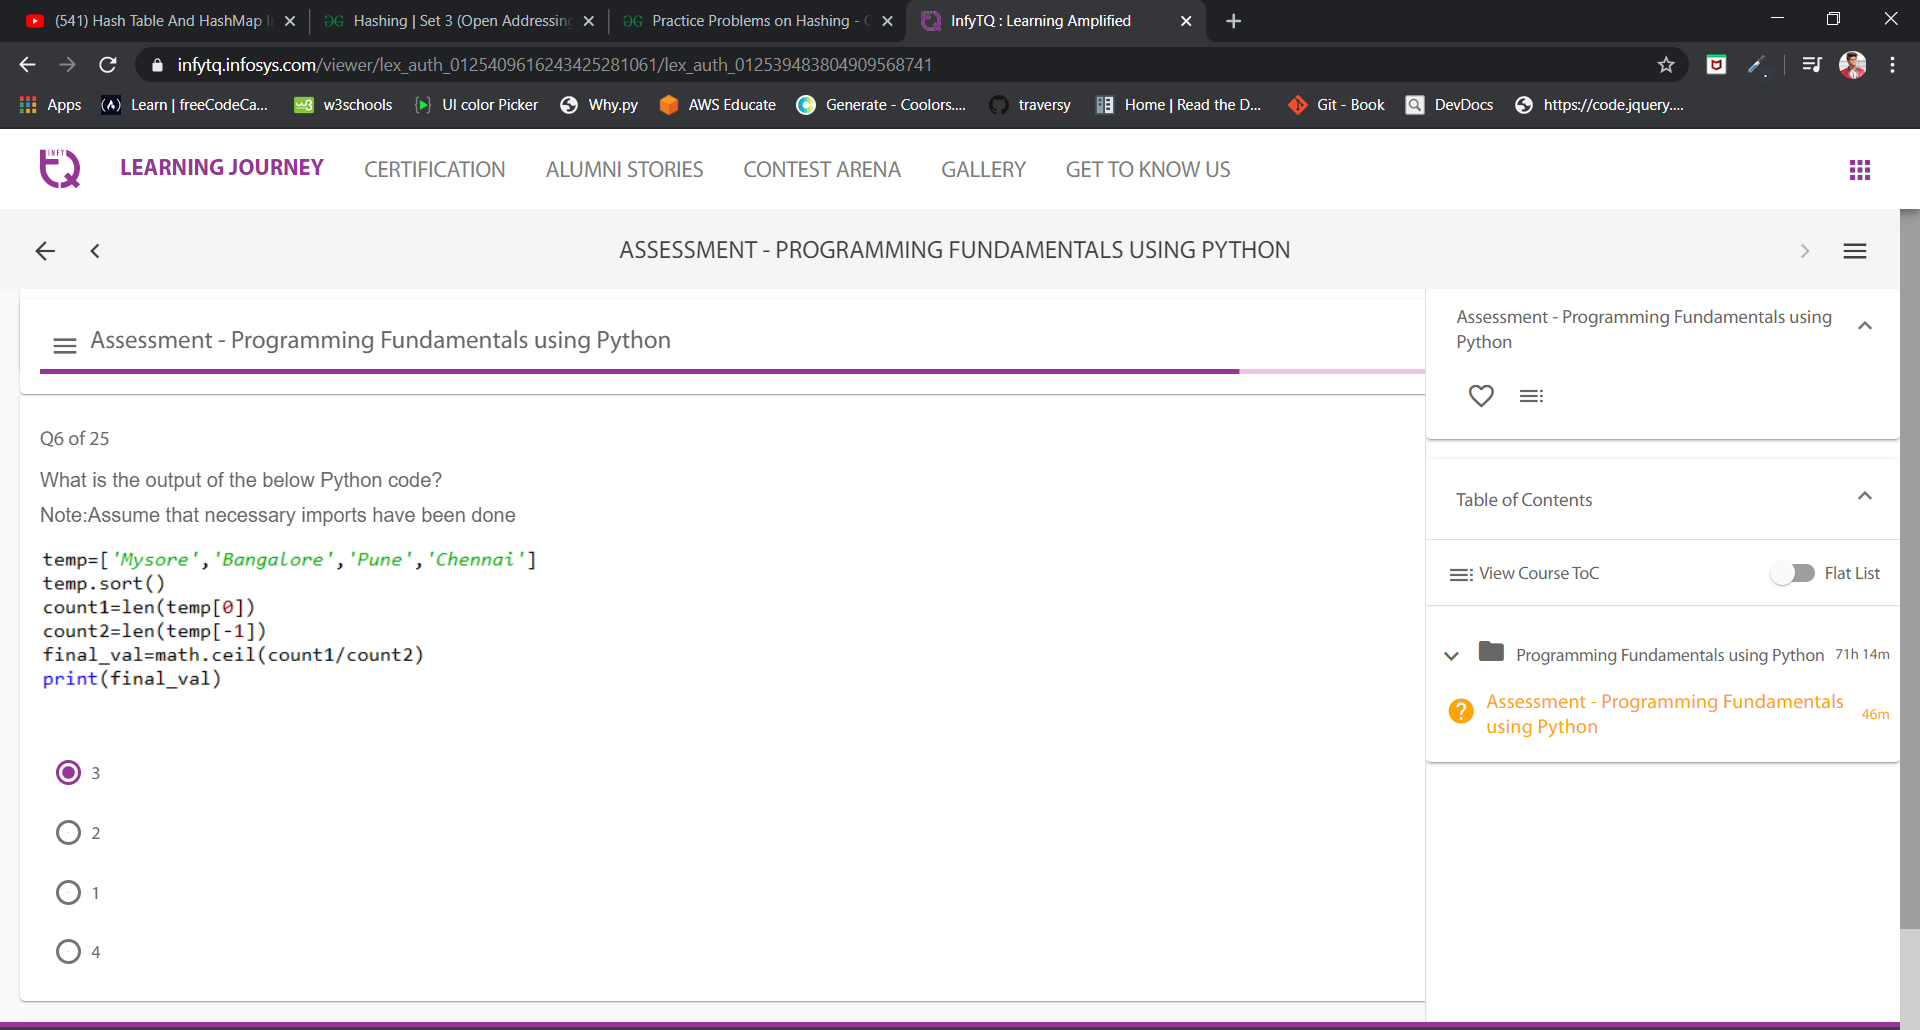 (541) Hash Table And HashMap I
Hashing | Set 3 (Open Addressing
Practice Problems on Hashing - G
InfyTQ : Learning Amplified
infytq.infosys.com/viewer/lex_auth_0125409616243425281061/lex_auth_012539483804909568741
Apps
Learn | freeCodeCa...
w3schools
UI color Picker
Why.py
AWS Educate
Generate - Coolors....
traversy
Home | Read the D...
Git - Book
DevDocs
https://code.jquery....
INFY
TQ
LEARNING JOURNEY
CERTIFICATION
ALUMNI STORIES
CONTEST ARENA
GALLERY
GET TO KNOW US
ASSESSMENT - PROGRAMMING FUNDAMENTALS USING PYTHON
Assessment - Programming Fundamentals using Python
Q6 of 25
What is the output of the below Python code?
Note:Assume that necessary imports have been done
temp=['Mysore','Bangalore','Pune','Chennai']
temp.sort()
count1=len(temp[0])
count2=len(temp[-1])
final_val=math.ceil(count1/count2)
print(final_val)
3
2
1
4
Assessment - Programming Fundamentals using
Python
Table of Contents
View Course ToC
Flat List
Programming Fundamentals using Python 71h 14m
Assessment - Programming Fundamentals
using Python
46m